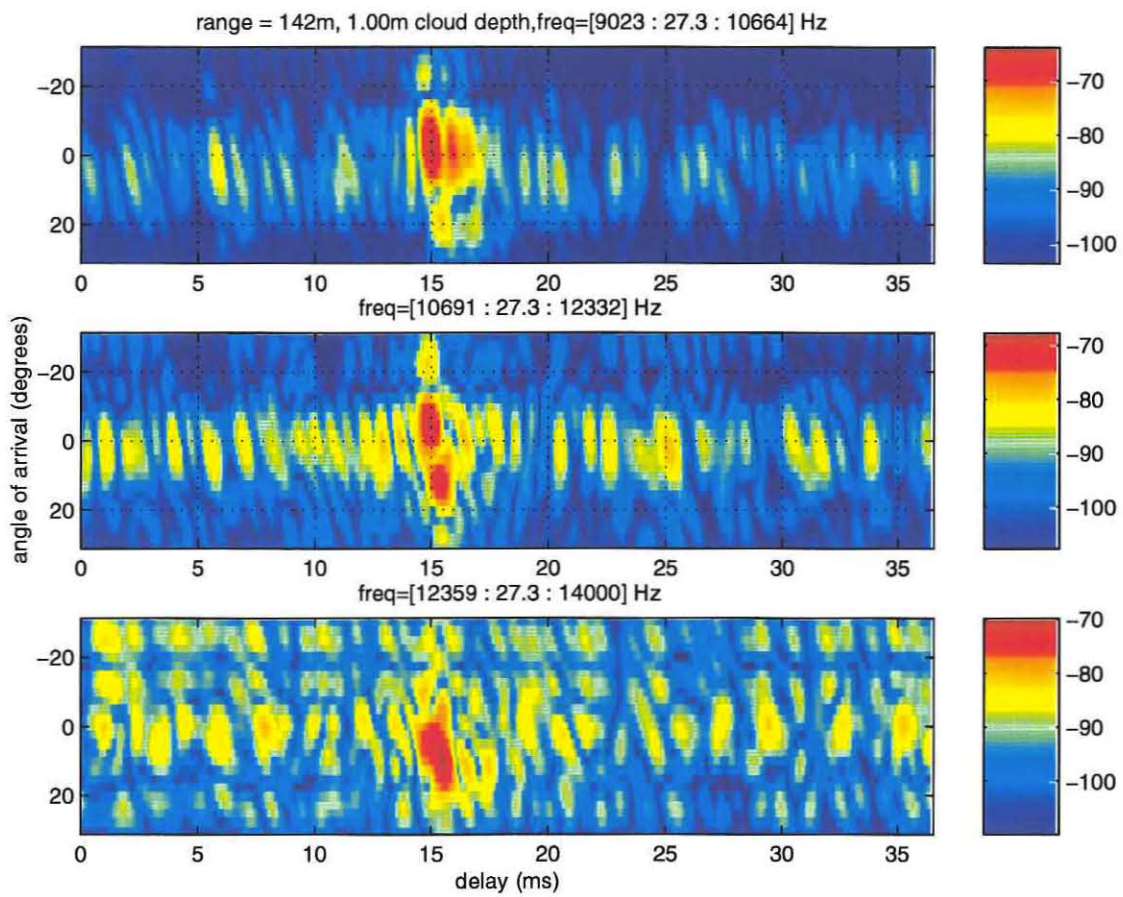 range = 142m, 1.00m cloud depth,freq=[9023 : 27.3 : 10664] Hz
-20
0
20
0 5 10 15 20 25 30 35
-70
-80
-90
-100
freq=[10691 : 27.3 : 12332] Hz
-20
0
20
0 5 10 15 20 25 30 35
-70
-80
-90
-100
angle of arrival (degrees)
freq=[12359 : 27.3 : 14000] Hz
-20
0
20
0 5 10 15 20 25 30 35
-70
-80
-90
-100
delay (ms)